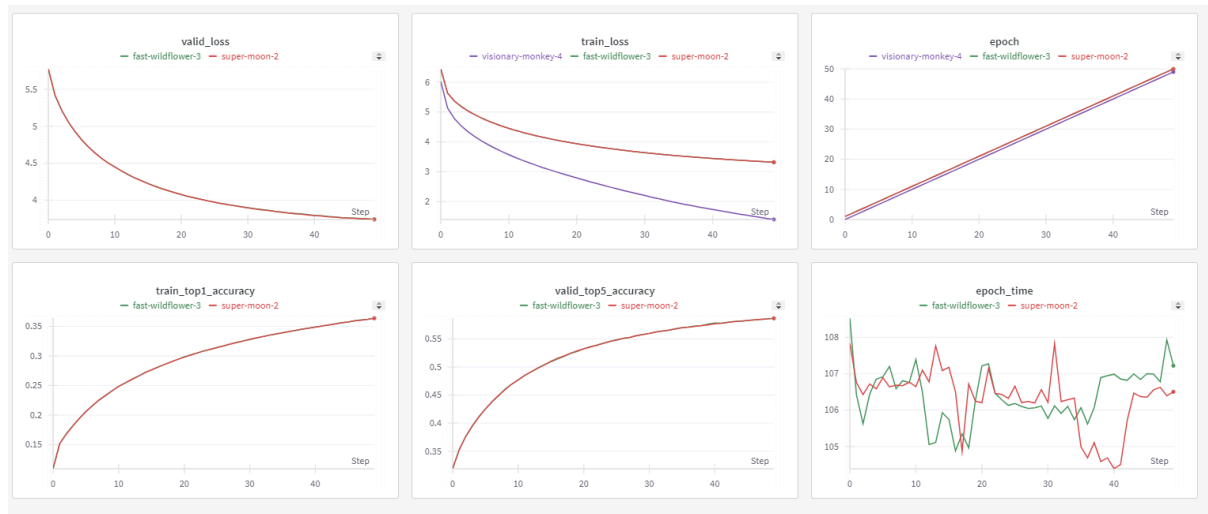 valid_loss
fast-wildflower-3 super-moon-2
5.5
5
4.5
4
Step
0 10 20 30 40
train_loss
visionary-monkey-4 fast-wildflower-3 super-moon-2
6
5
4
3
2
Step
0 10 20 30 40
epoch
visionary-monkey-4 fast-wildflower-3 super-moon-2
50
40
30
20
10
0
Step
0 10 20 30 40
train_top1_accuracy
fast-wildflower-3 super-moon-2
0.35
0.3
0.25
0.2
0.15
Step
0 10 20 30 40
valid_top5_accuracy
fast-wildflower-3 super-moon-2
0.55
0.5
0.45
0.4
0.35
Step
0 10 20 30 40
epoch_time
fast-wildflower-3 super-moon-2
108
107
106
105
Step
0 10 20 30 40